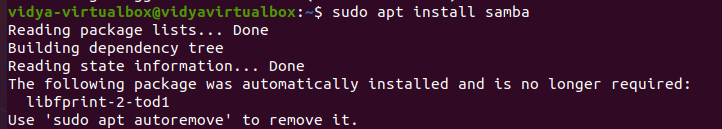 vidya-virtualbox@vidyavirtualbox:~$ sudo apt install samba
Reading package lists... Done
Building dependency tree
Reading state information... Done
The following package was automatically installed and is no longer required:
  libfprint-2-tod1
Use 'sudo apt autoremove' to remove it.